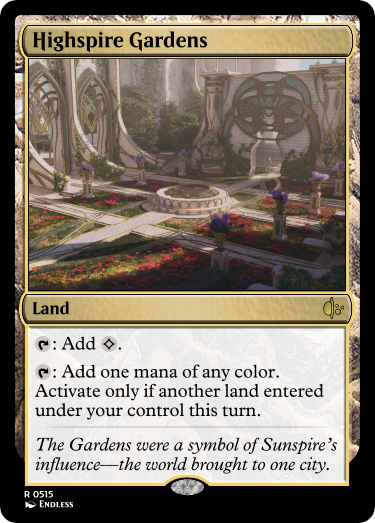 Highspire Gardens
Land
: Add .
: Add one mana of any color.
Activate only if another land entered
under your control this turn.
The Gardens were a symbol of Sunspire's
influence—the world brought to one city.
R 0515
Endless